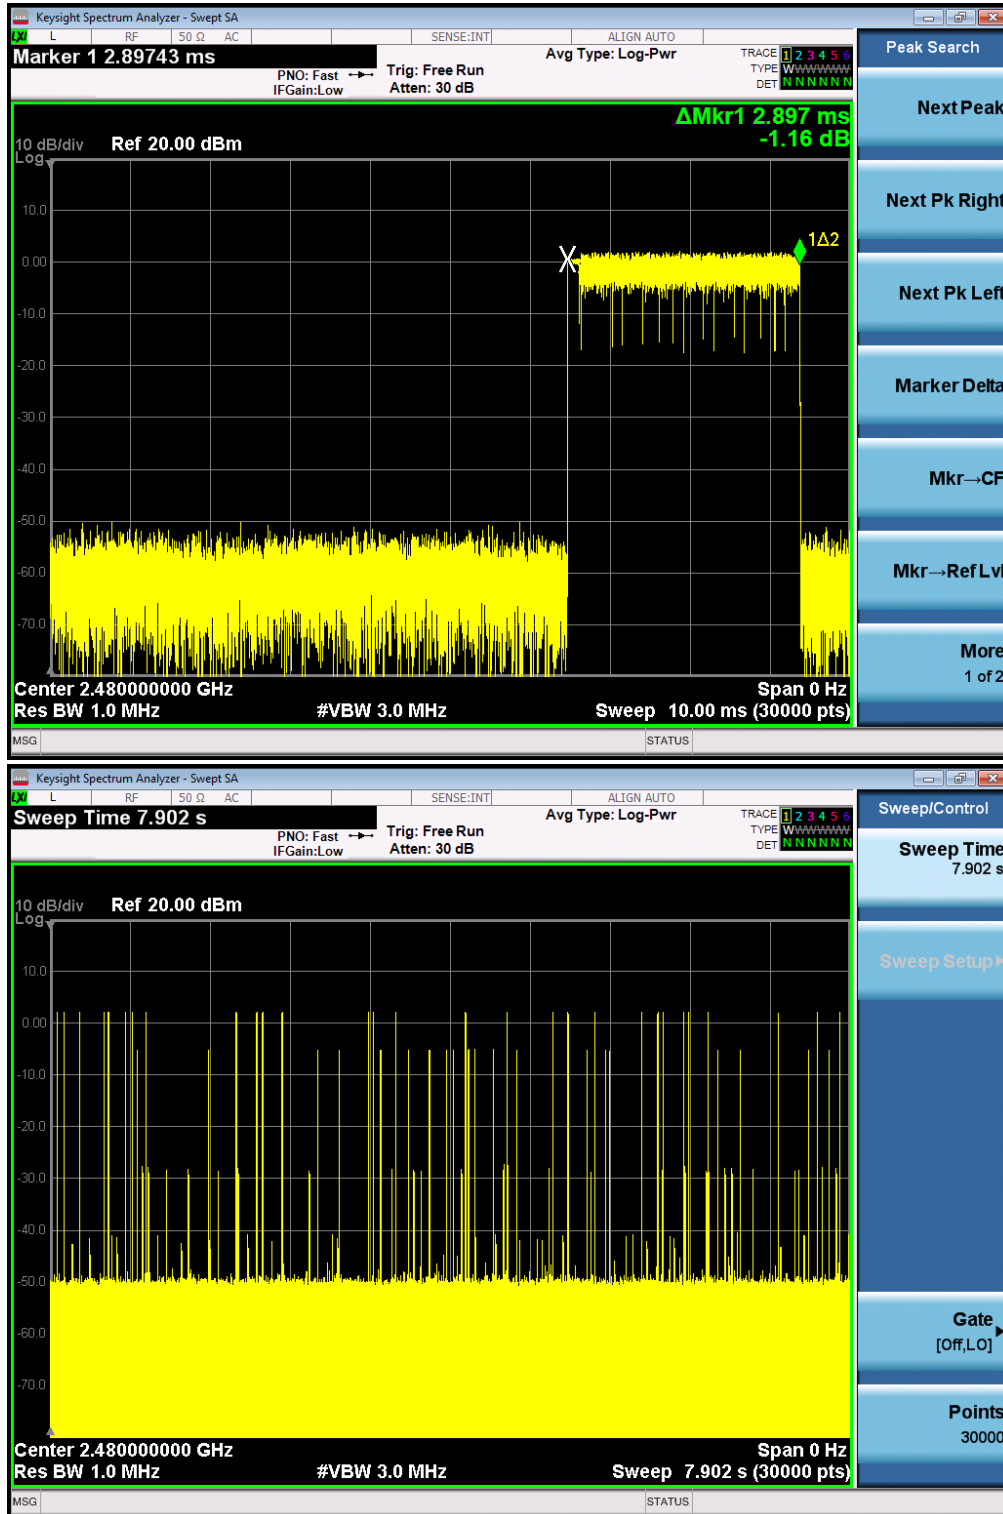 Keysight Spectrum Analyzer - Swept SA
LXI L RF 50 Ω AC SENSE:INT ALIGN AUTO
Marker 1 2.89743 ms
PNO: Fast
IFGain:Low
Trig: Free Run
Atten: 30 dB
Avg Type: Log-Pwr
TRACE 1 2 3 4 5 6
TYPE WWWWWW
DET N N N N N N
ΔMkr1 2.897 ms
-1.16 dB
10 dB/div Ref 20.00 dBm
Log
10.0
0.00
-10.0
-20.0
-30.0
-40.0
-50.0
-60.0
-70.0
X
1Δ2
Center 2.480000000 GHz Span 0 Hz
Res BW 1.0 MHz #VBW 3.0 MHz Sweep 10.00 ms (30000 pts)
MSG STATUS
Peak Search
Next Peak
Next Pk Right
Next Pk Left
Marker Delta
Mkr→CF
Mkr→Ref Lvl
More
1 of 2
Keysight Spectrum Analyzer - Swept SA
LXI L RF 50 Ω AC SENSE:INT ALIGN AUTO
Sweep Time 7.902 s
PNO: Fast
IFGain:Low
Trig: Free Run
Atten: 30 dB
Avg Type: Log-Pwr
TRACE 1 2 3 4 5 6
TYPE WWWWWW
DET N N N N N N
10 dB/div Ref 20.00 dBm
Log
10.0
0.00
-10.0
-20.0
-30.0
-40.0
-50.0
-60.0
-70.0
Center 2.480000000 GHz Span 0 Hz
Res BW 1.0 MHz #VBW 3.0 MHz Sweep 7.902 s (30000 pts)
MSG STATUS
Sweep/Control
Sweep Time
7.902 s
Sweep Setup
Gate
[Off,LO]
Points
30000